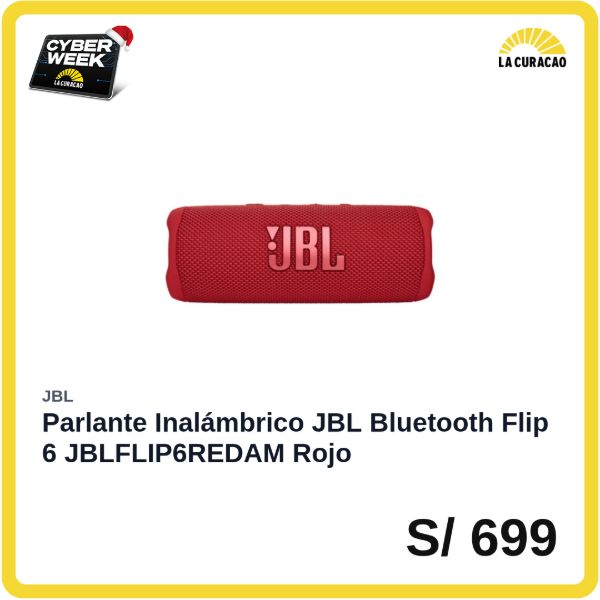 CYBER
WEEK
LA CURACAO
LA CURACAO
JBL
JBL
Parlante Inalámbrico JBL Bluetooth Flip
6 JBLFLIP6REDAM Rojo
S/ 699